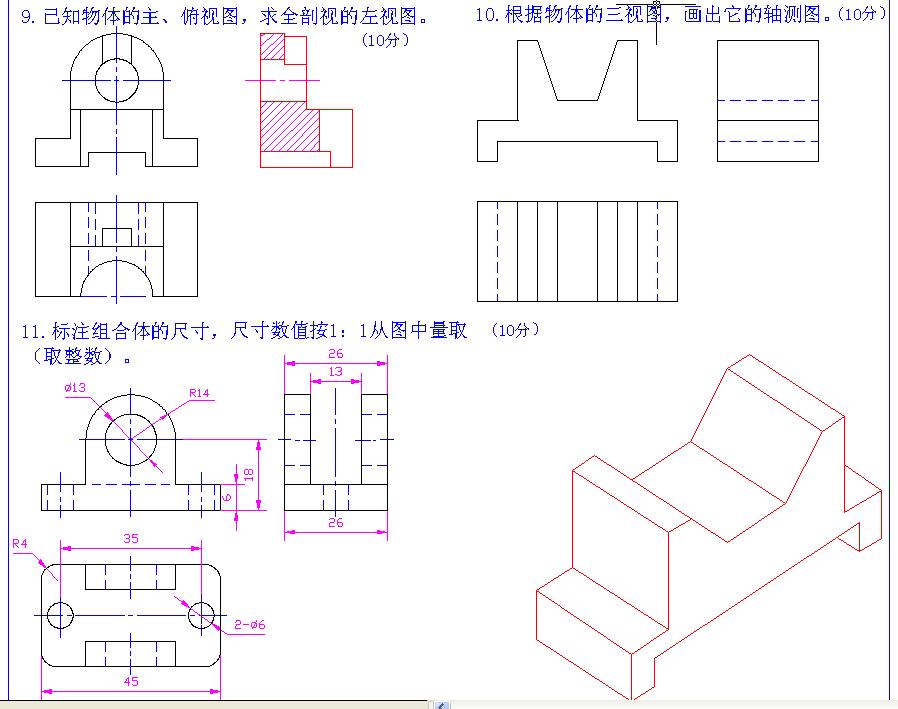 9.已知物体的主、俯视图，求全剖视的左视图。
(10分)
10.根据物体的三视图，画出它的轴测图。(10分)
11.标注组合体的尺寸，尺寸数值按1：1从图中量取 (10分)
(取整数)。
26
13
ø13
R14
18
6
26
R4
35
2-ø6
45